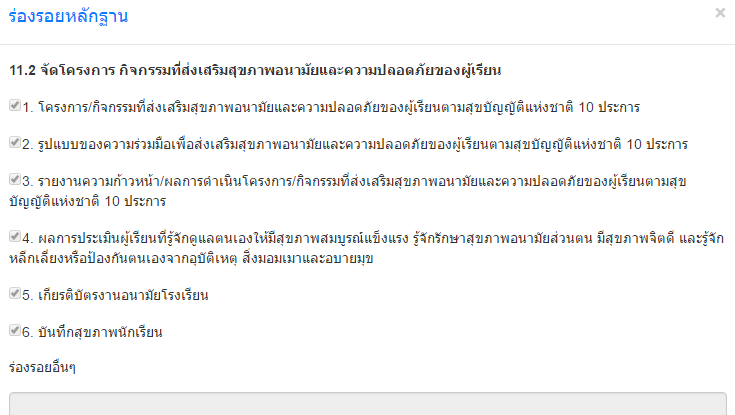 ร่องรอยหลักฐาน
×
11.2 จัดโครงการ กิจกรรมที่ส่งเสริมสุขภาพอนามัยและความปลอดภัยของผู้เรียน
1. โครงการ/กิจกรรมที่ส่งเสริมสุขภาพอนามัยและความปลอดภัยของผู้เรียนตามสุขบัญญัติแห่งชาติ 10 ประการ
2. รูปแบบของความร่วมมือเพื่อส่งเสริมสุขภาพอนามัยและความปลอดภัยของผู้เรียนตามสุขบัญญัติแห่งชาติ 10 ประการ
3. รายงานความก้าวหน้า/ผลการดำเนินโครงการ/กิจกรรมที่ส่งเสริมสุขภาพอนามัยและความปลอดภัยของผู้เรียนตามสุข
บัญญัติแห่งชาติ 10 ประการ
4. ผลการประเมินผู้เรียนที่รู้จักดูแลตนเองให้มีสุขภาพสมบูรณ์แข็งแรง รู้จักรักษาสุขภาพอนามัยส่วนตน มีสุขภาพจิตดี และรู้จัก
หลีกเลี่ยงหรือป้องกันตนเองจากอุบัติเหตุ สิ่งมอมเมาและอบายมุข
5. เกียรติบัตรงานอนามัยโรงเรียน
6. บันทึกสุขภาพนักเรียน
ร่องรอยอื่นๆ